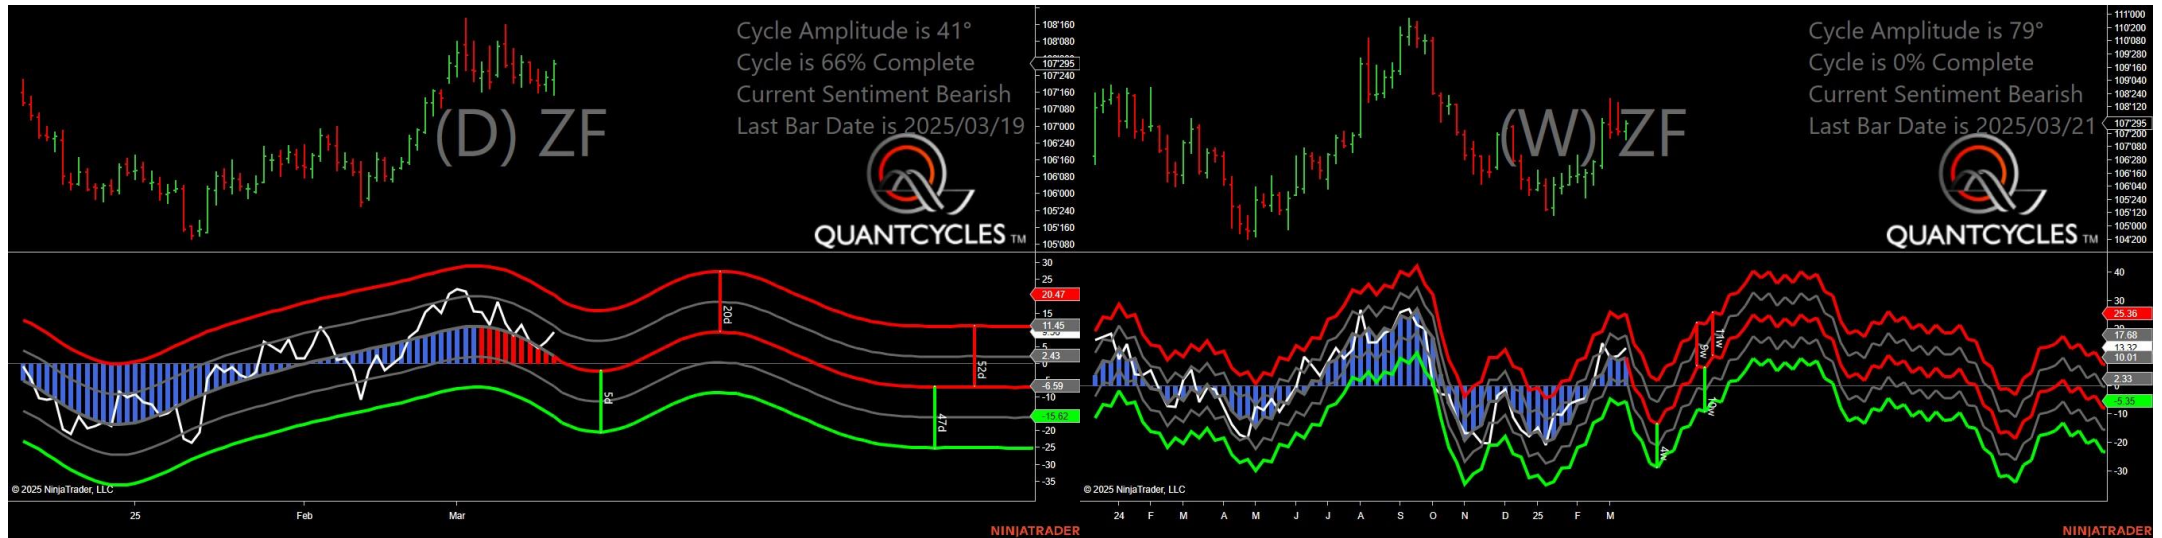 Cycle Amplitude is 41°
Cycle is 66% Complete
Current Sentiment Bearish
Last Bar Date is 2025/03/19
(D) ZF
QUANTCYCLES TM
108'160
108'080
107'295
107'240
107'160
107'080
107'000
106'240
106'160
106'080
106'000
105'240
105'160
105'080
30
25
20.47
15
11.45
5
2.43
0
-5
-6.59
-10
-15.62
-20
-25
-30
-35
5d
20d
47d
52d
© 2025 NinjaTrader, LLC
25 Feb Mar
NINJATRADER
Cycle Amplitude is 79°
Cycle is 0% Complete
Current Sentiment Bearish
Last Bar Date is 2025/03/21
(W) ZF
QUANTCYCLES TM
111'000
110'200
110'080
109'280
109'160
109'040
108'240
108'120
107'295
107'200
107'080
106'280
106'160
106'040
105'240
105'120
105'000
104'200
40
30
25.36
17.68
13.32
10.01
2.33
0
-5.35
-10
-20
-30
4w
9w
10w
11w
© 2025 NinjaTrader, LLC
24 F M A M J J A S O N D 25 F M
NINJATRADER